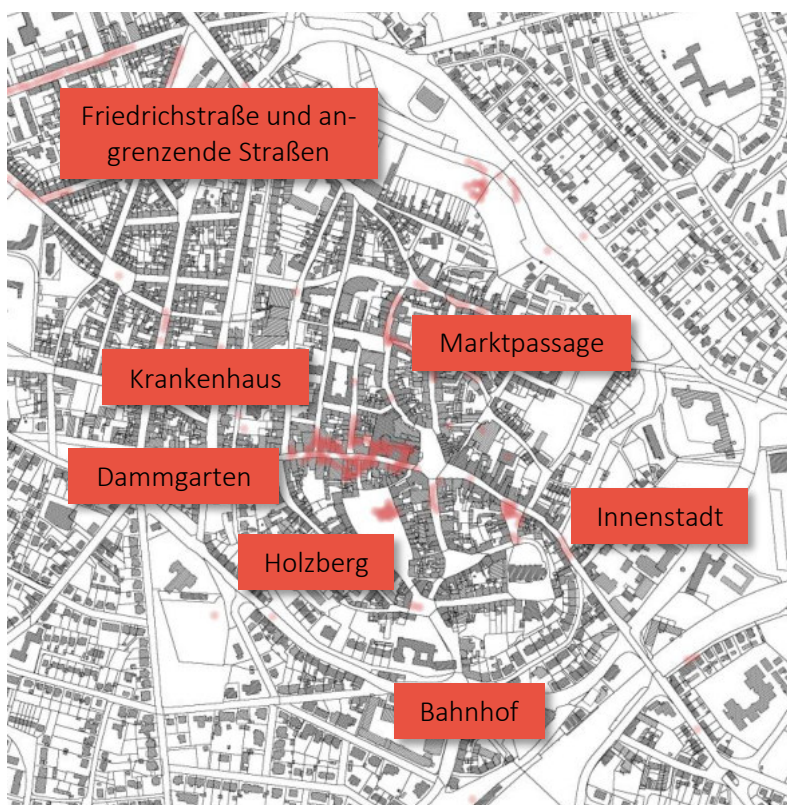 Friedrichstraße und an-
grenzende Straßen
Marktpassage
Krankenhaus
Dammgarten
Innenstadt
Holzberg
Bahnhof